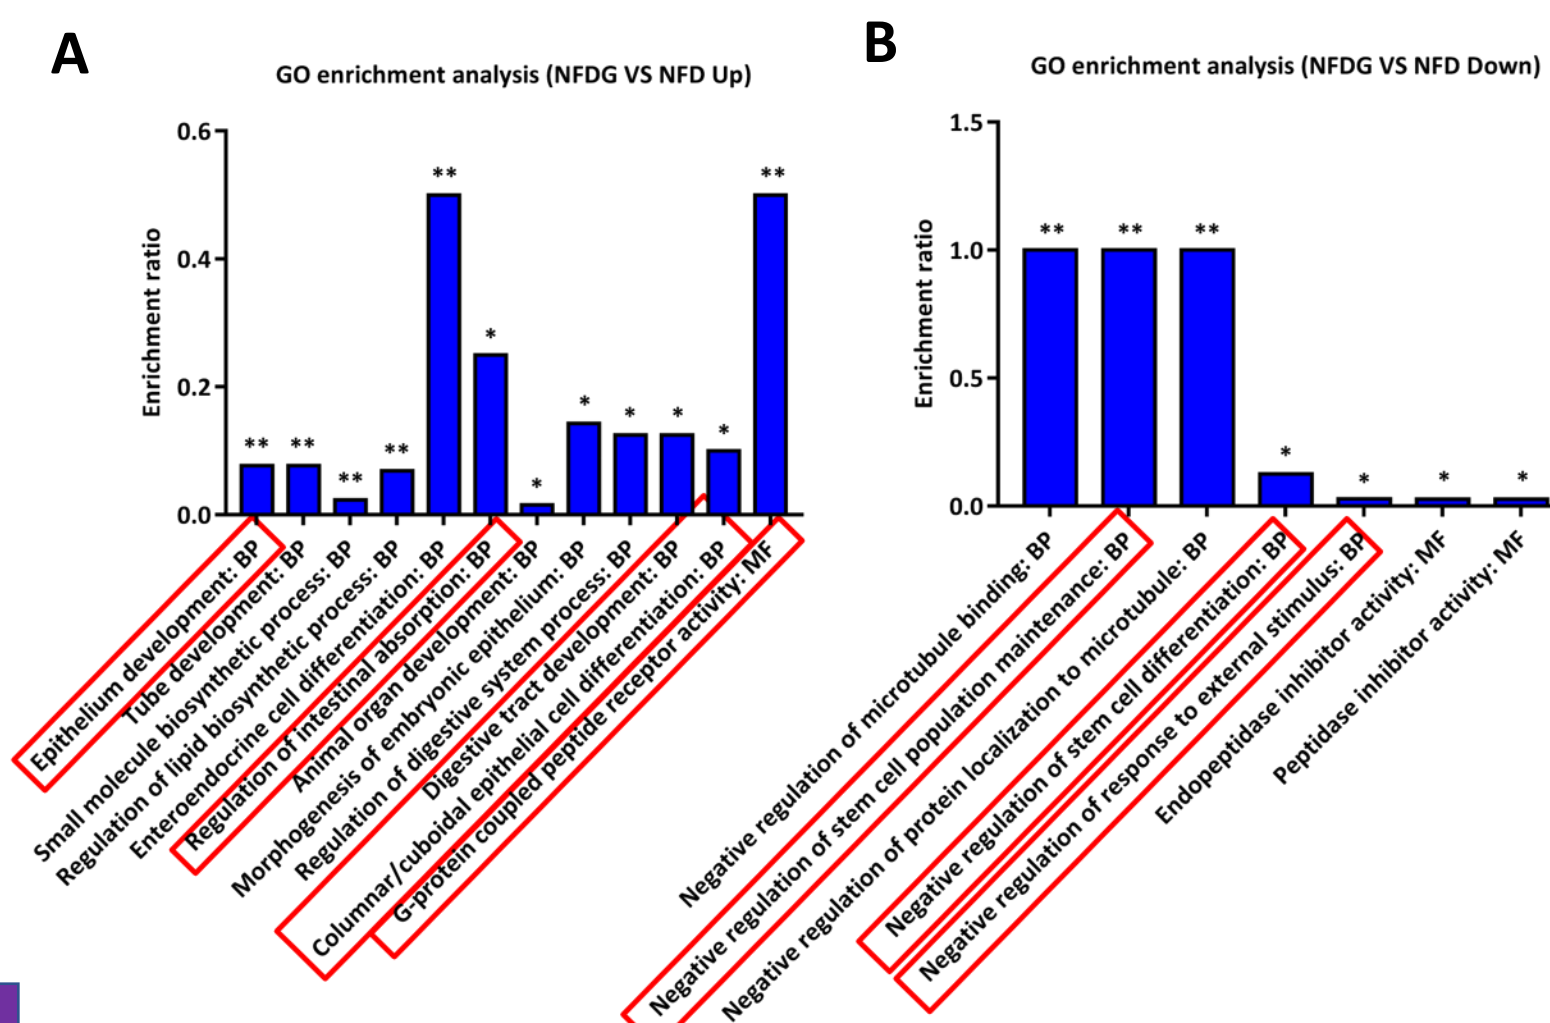 A
GO enrichment analysis (NFDG VS NFD Up)
Enrichment ratio
0.6
0.4
0.2
0.0
**
**
**
**
**
*
*
*
*
*
*
**
Epithelium development: BP
Tube development: BP
Small molecule biosynthetic process: BP
Regulation of lipid biosynthetic process: BP
Enteroendocrine cell differentiation: BP
Regulation of intestinal absorption: BP
Animal organ development: BP
Morphogenesis of embryonic epithelium: BP
Regulation of digestive system process: BP
Digestive tract development: BP
Columnar/cuboidal epithelial cell differentiation: BP
G-protein coupled peptide receptor activity: MF
B
GO enrichment analysis (NFDG VS NFD Down)
Enrichment ratio
1.5
1.0
0.5
0.0
**
**
**
*
*
*
*
Negative regulation of microtubule binding: BP
Negative regulation of stem cell population maintenance: BP
Negative regulation of protein localization to microtubule: BP
Negative regulation of stem cell differentiation: BP
Negative regulation of response to external stimulus: BP
Endopeptidase inhibitor activity: MF
Peptidase inhibitor activity: MF